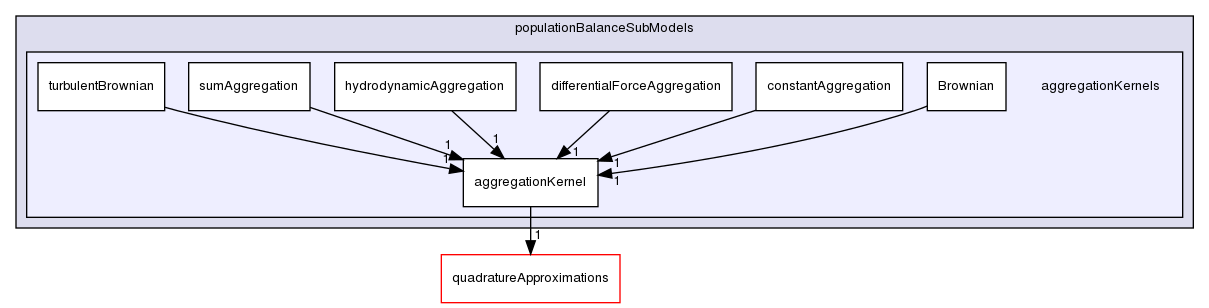 populationBalanceSubModels
turbulentBrownian
sumAggregation
hydrodynamicAggregation
differentialForceAggregation
constantAggregation
Brownian
aggregationKernels
1
1
1
1
1
1
aggregationKernel
1
quadratureApproximations